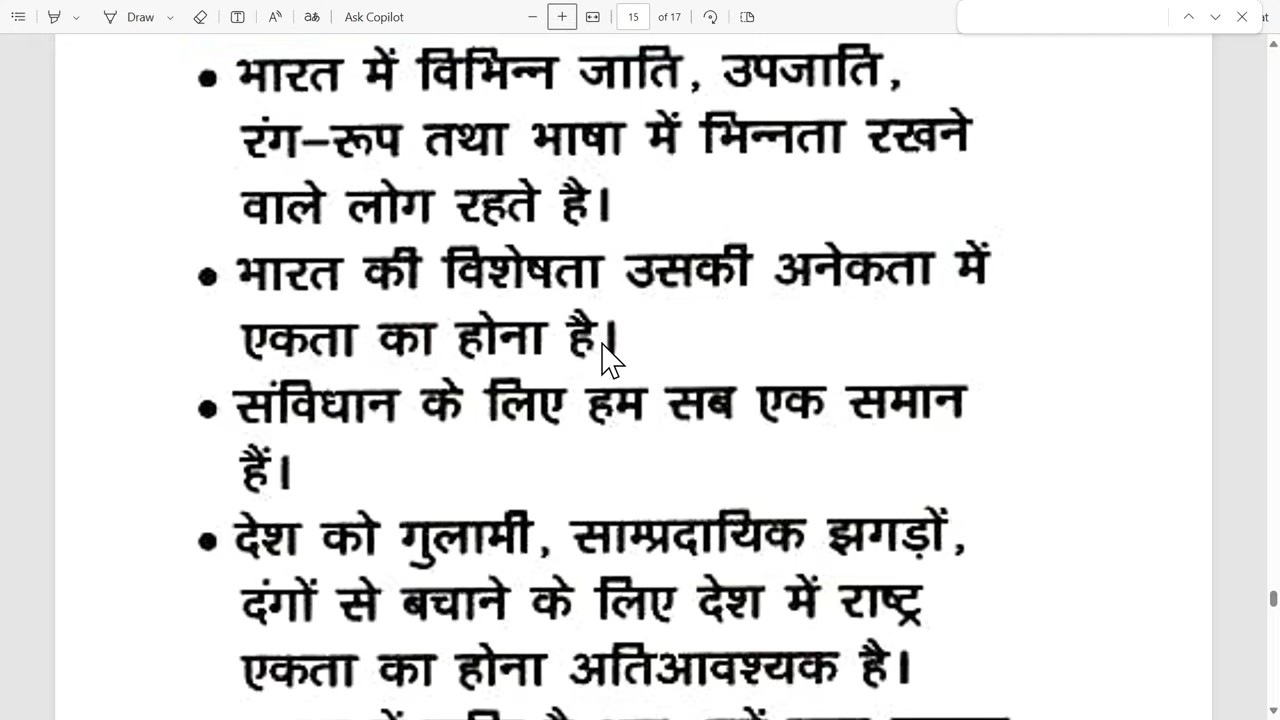 Draw
Ask Copilot
15 of 17
at
• भारत में विभिन्न जाति, उपजाति,
रंग–रूप तथा भाषा में भिन्नता रखने
वाले लोग रहते है।
• भारत की विशेषता उसकी अनेकता में
एकता का होना है।
• संविधान के लिए हम सब एक समान
हैं।
• देश को गुलामी, साम्प्रदायिक झगड़ों,
दंगों से बचाने के लिए देश में राष्ट्र
एकता का होना अतिआवश्यक है।